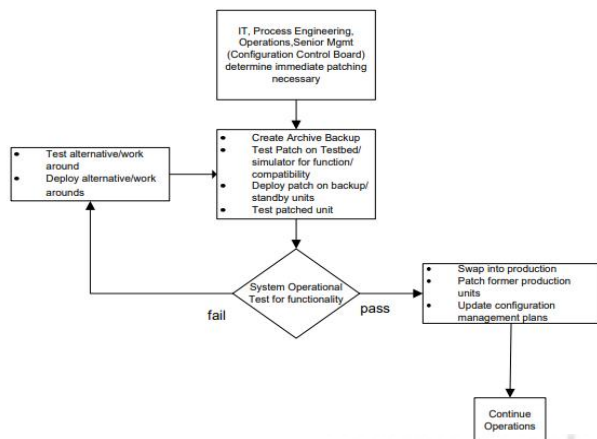 IT, Process Engineering,
Operations,Senior Mgmt
(Configuration Control Board)
determine immediate patching
necessary
• Test alternative/work
around
• Deploy alternative/work
arounds
• Create Archive Backup
• Test Patch on Testbed/
simulator for function/
compatibility
• Deploy patch on backup/
standby units
• Test patched unit
System Operational
Test for functionality
fail
pass
• Swap into production
• Patch former production
units
• Update configuration
management plans
Continue
Operations